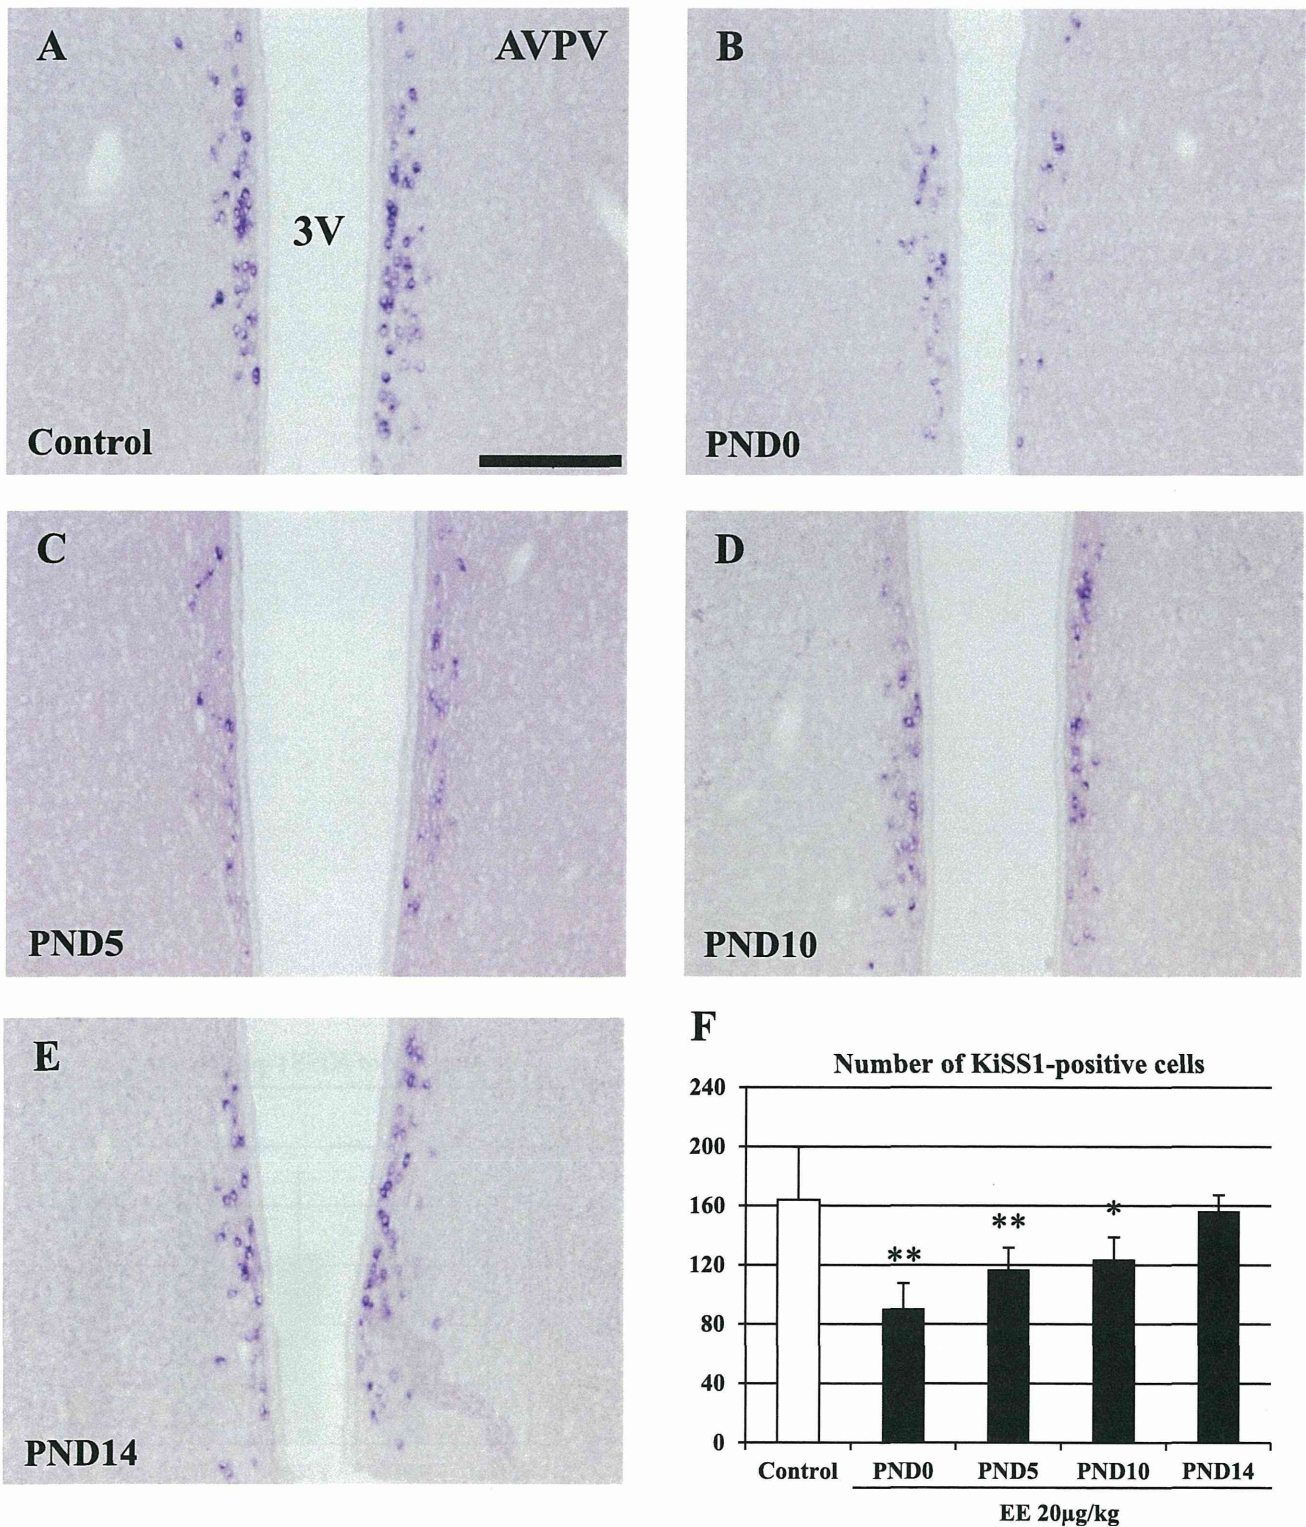 A
AVPV
3V
Control
B
PND0
C
PND5
D
PND10
E
PND14
F
Number of KiSS1-positive cells
240
200
160
120
80
40
0
**
**
*
Control PND0 PND5 PND10 PND14
EE 20µg/kg